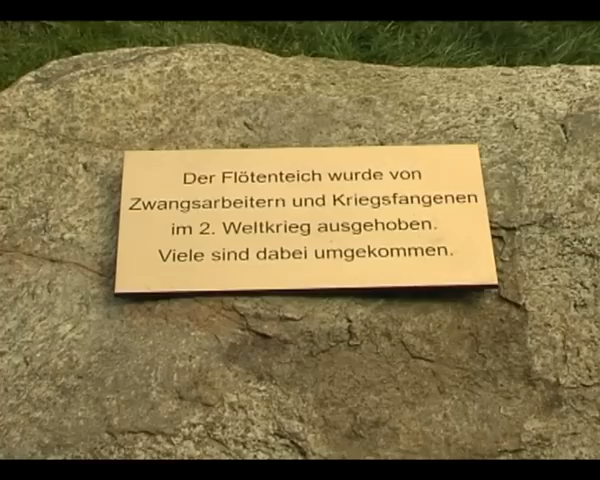 Der Flötenteich wurde von
Zwangsarbeitern und Kriegsfangenen
im 2. Weltkrieg ausgehoben.
Viele sind dabei umgekommen.